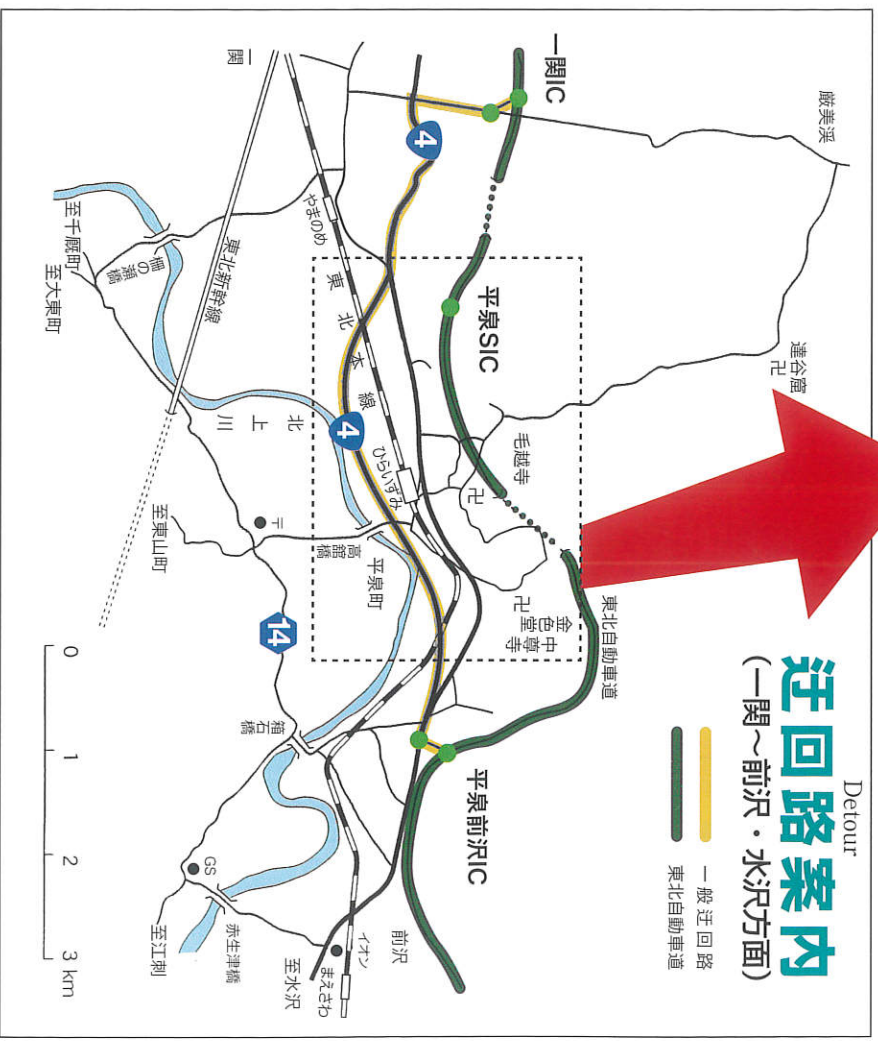 Detour
迂回路案内
(一関～前沢・水沢方面)
一般迂回路
東北自動車道
厳美渓
一関IC
一関
4
やまのめ
東北本線
東北新幹線
柵の瀬橋
至千厩町
至大東町
達谷窟
卍
平泉SIC
毛越寺
卍
ひらいずみ
4
北上川
高舘橋
平泉町
〒
至東山町
14
卍
中尊寺
金色堂
東北自動車道
平泉前沢IC
箱石橋
前沢
イオン
まえさわ
至水沢
GS
赤生津橋
至江刺
0 1 2 3 km